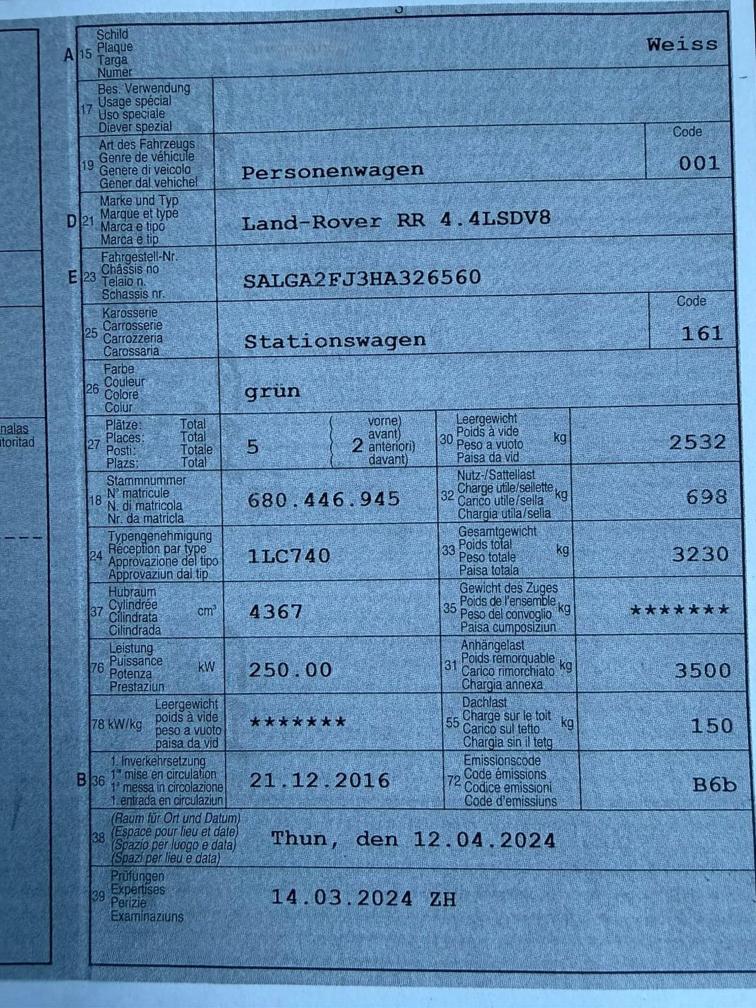 Schild
A 15 Plaque Weiss
Targa
Numer
Bes. Verwendung
17 Usage spécial
Uso speciale
Diever spezial
Art des Fahrzeugs Code
19 Genre de véhicule
Genere di veicolo Personenwagen 001
Gener dal vehichel
Marke und Typ
D 21 Marque et type Land-Rover RR 4.4LSDV8
Marca e tipo
Marca e tip
Fahrgestell-Nr.
E 23 Châssis no SALGA2FJ3HA326560
Telaio n.
Schassis nr.
Karosserie Code
25 Carrosserie
Carrozzeria Stationswagen 161
Carossaria
Farbe
26 Couleur grün
Colore
Colur
Plätze: Total
27 Places: Total 5
Posti: Totale
Plazs: Total
( vorne)
( avant)
2 anteriori)
( davant)
Leergewicht
30 Poids à vide kg 2532
Peso a vuoto
Paisa da vid
Stammnummer
18 N° matricule 680.446.945
N. di matricola
Nr. da matricla
Nutz-/Sattellast
32 Charge utile/sellette kg 698
Carico utile/sella
Chargia utila/sella
Typengenehmigung
24 Réception par type 1LC740
Approvazione del tipo
Approvaziun dal tip
Gesamtgewicht
33 Poids total kg 3230
Peso totale
Paisa totala
Hubraum
37 Cylindrée cm³ 4367
Cilindrata
Cilindrada
Gewicht des Zuges
35 Poids de l'ensemble kg *******
Peso del convoglio
Paisa cumposiziun
Leistung
76 Puissance kW 250.00
Potenza
Prestaziun
Anhängelast
31 Poids remorquable kg 3500
Carico rimorchiato
Chargia annexa
Leergewicht
78 kW/kg poids à vide *******
peso a vuoto
paisa da vid
Dachlast
55 Charge sur le toit kg 150
Carico sul tetto
Chargia sin il tetg
1. Inverkehrsetzung
B 36 1re mise en circulation 21.12.2016
1a messa in circolazione
1. entrada en circulaziun
Emissionscode
72 Code émissions B6b
Codice emissioni
Code d'emissiuns
(Raum für Ort und Datum)
38 (Espace pour lieu et date) Thun, den 12.04.2024
(Spazio per luogo e data)
(Spazi per lieu e data)
Prüfungen
39 Expertises 14.03.2024 ZH
Perizie
Examinaziuns
nalas
toritad